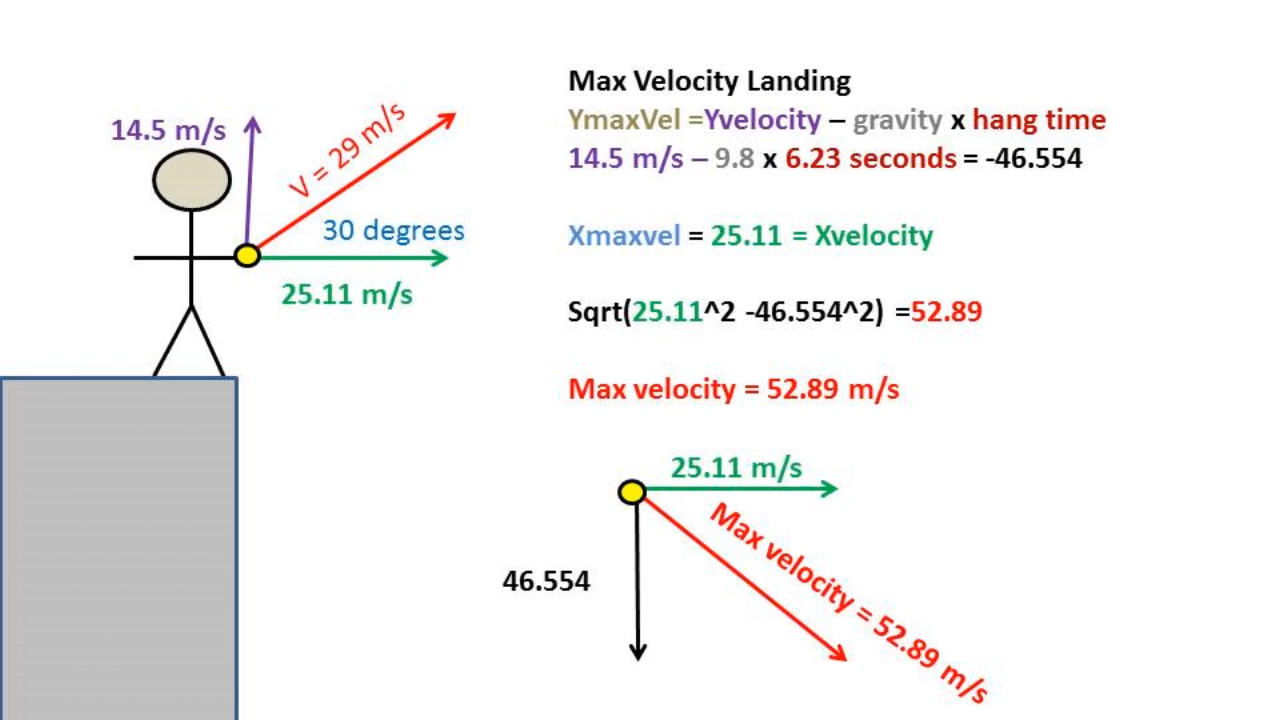 14.5 m/s
V = 29 m/s
30 degrees
25.11 m/s
Max Velocity Landing
YmaxVel =Yvelocity – gravity x hang time
14.5 m/s – 9.8 x 6.23 seconds = -46.554
Xmaxvel = 25.11 = Xvelocity
Sqrt(25.11^2 -46.554^2) =52.89
Max velocity = 52.89 m/s
25.11 m/s
46.554
Max velocity = 52.89 m/s